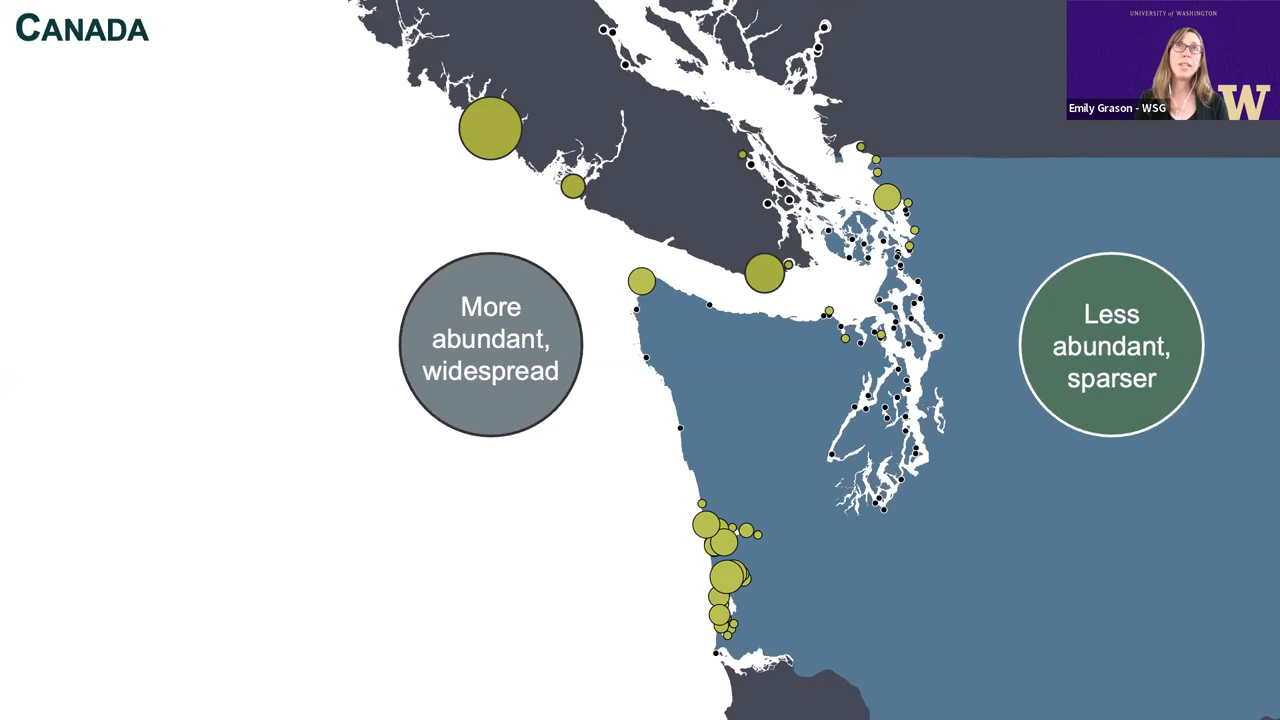 CANADA
UNIVERSITY of WASHINGTON
Emily Grason - WSG
W
More
abundant,
widespread
Less
abundant,
sparser